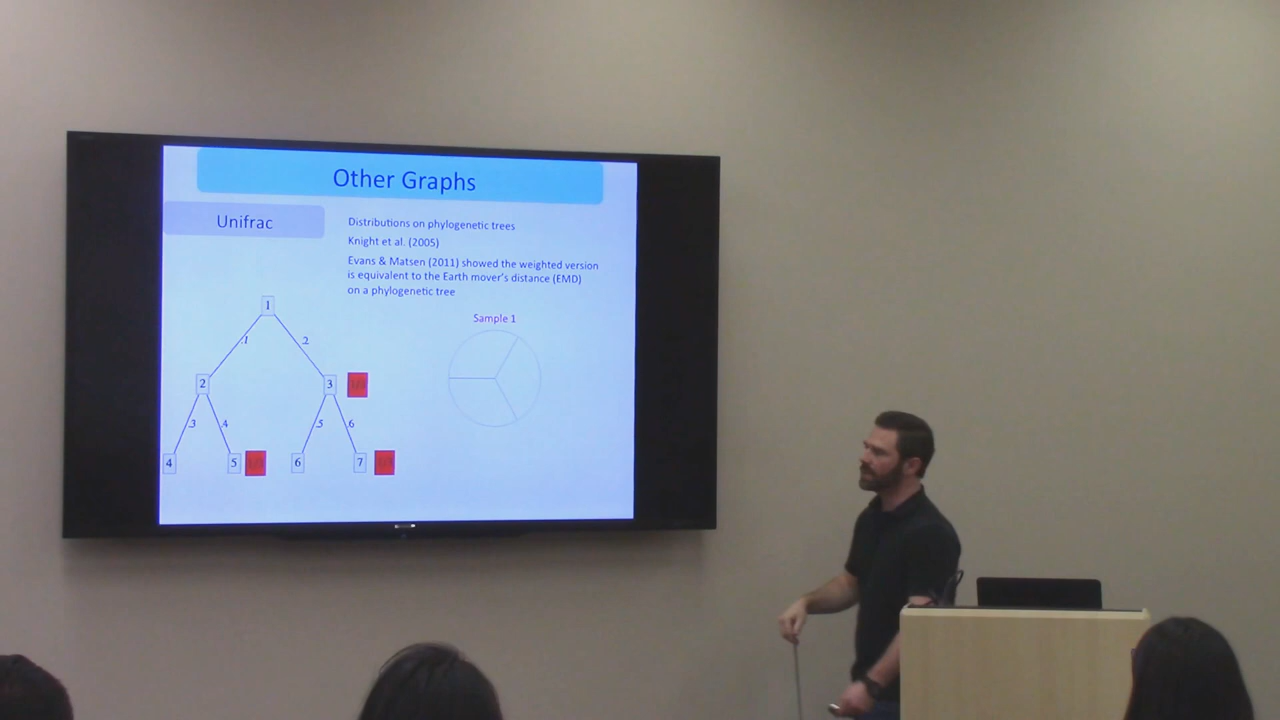 Other Graphs
Unifrac
Distributions on phylogenetic trees
Knight et al. (2005)
Evans & Matsen (2011) showed the weighted version
is equivalent to the Earth mover's distance (EMD)
on a phylogenetic tree
Sample 1
1
.1 .2
2 3
.3 .4 .5 .6
4 5 6 7